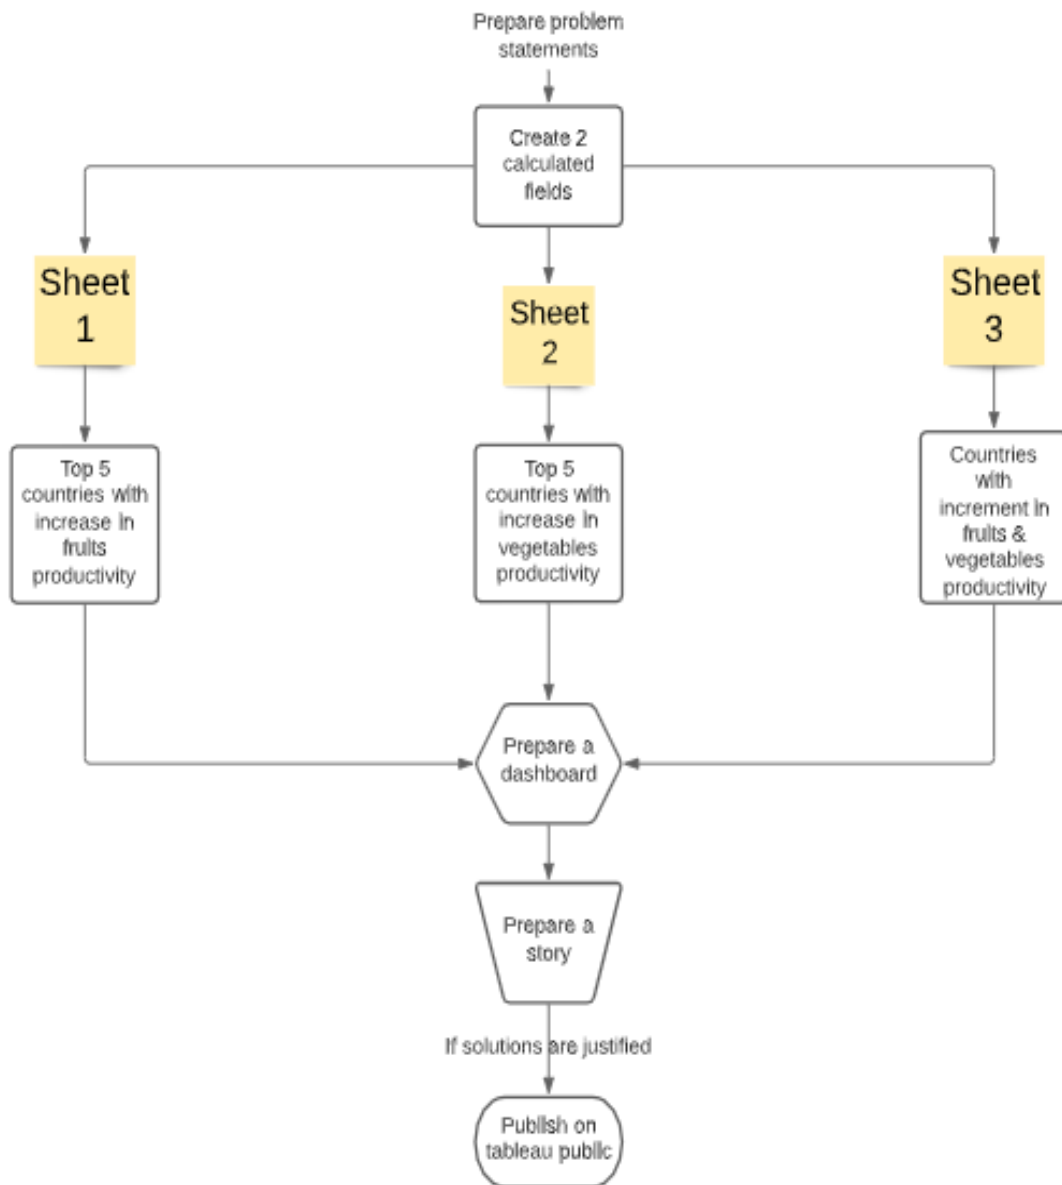 Prepare problem
statements
Create 2
calculated
fields
Sheet
1
Sheet
2
Sheet
3
Top 5
countries with
increase in
fruits
productivity
Top 5
countries with
increase in
vegetables
productivity
Countries
with
increment in
fruits &
vegetables
productivity
Prepare a
dashboard
Prepare a
story
If solutions are justified
Publish on
tableau public